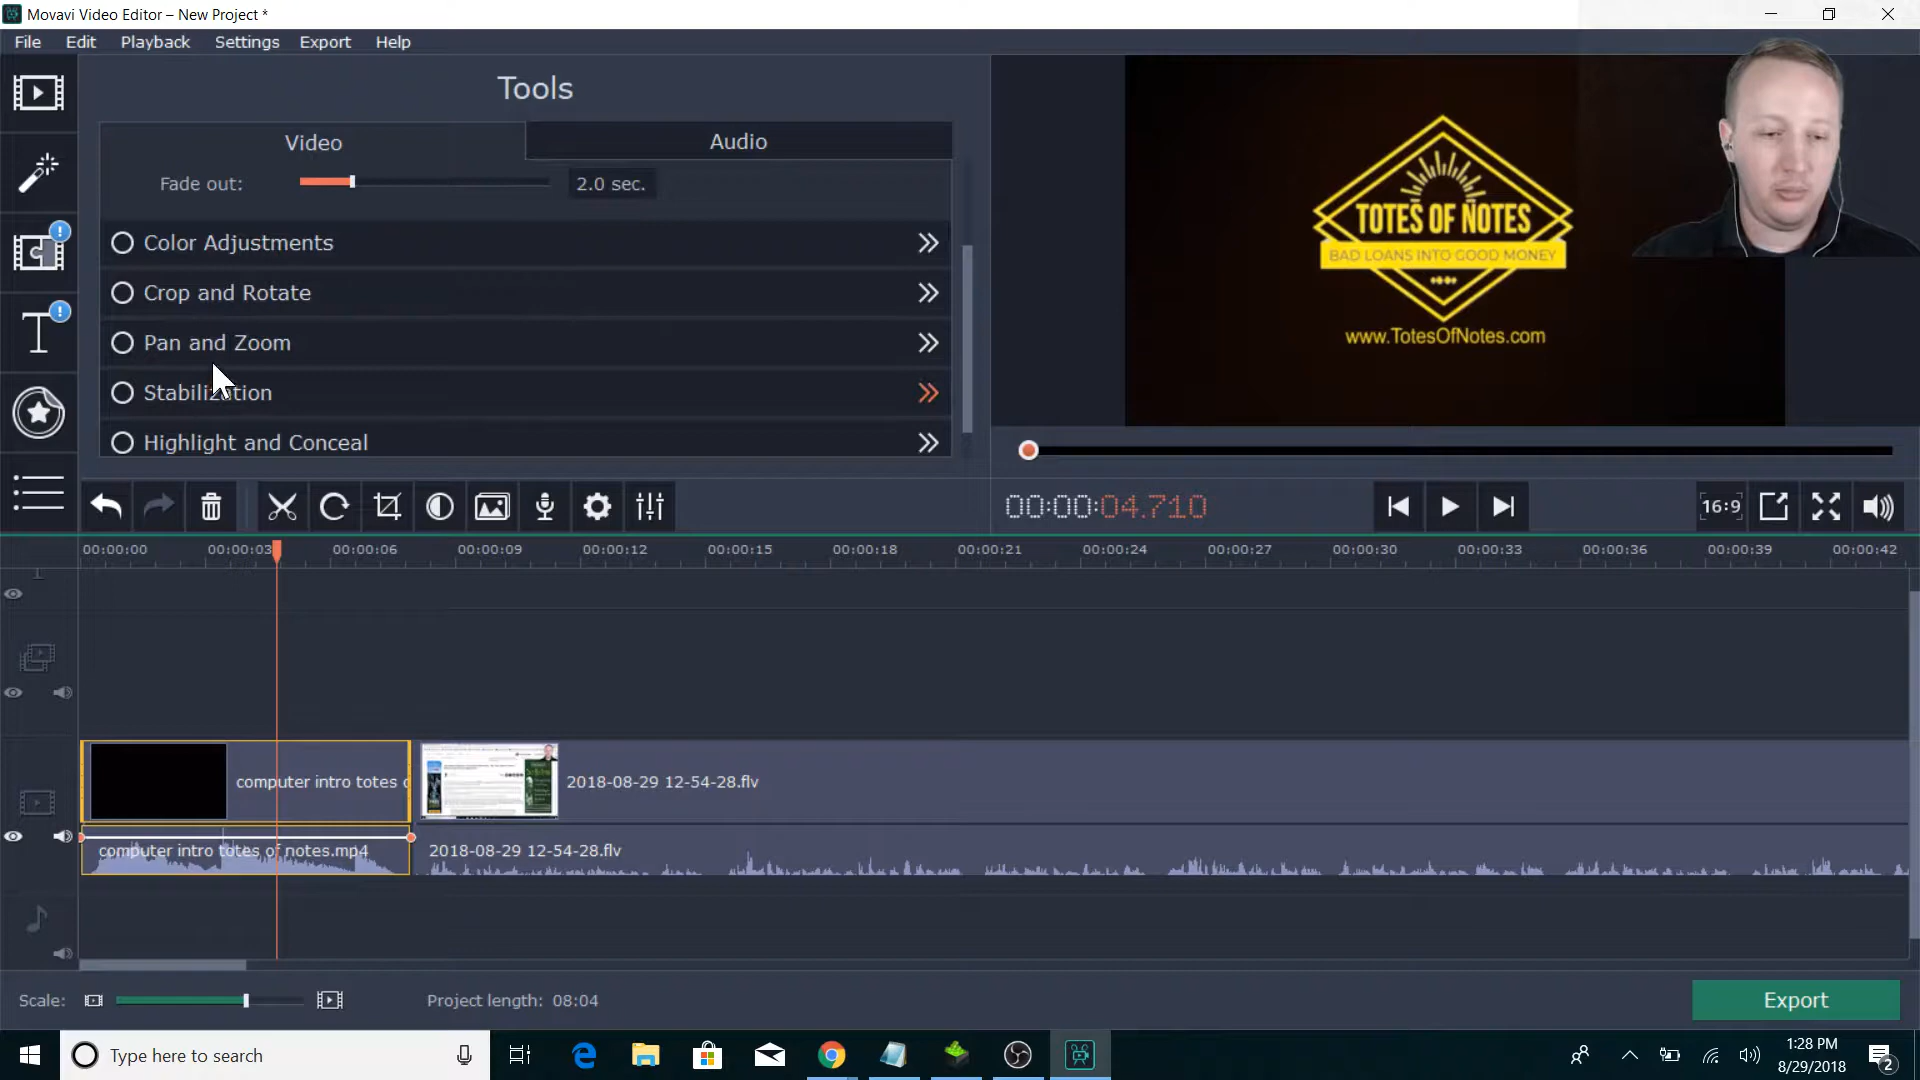 Movavi Video Editor – New Project *
File Edit Playback Settings Export Help
Tools
Video Audio
Fade out: 2.0 sec.
Color Adjustments
Crop and Rotate
Pan and Zoom
Stabilization
Highlight and Conceal
TOTES OF NOTES
BAD LOANS INTO GOOD MONEY
www.TotesOfNotes.com
00:00:04.710
16:9
00:00:00 00:00:03 00:00:06 00:00:09 00:00:12 00:00:15 00:00:18 00:00:21 00:00:24 00:00:27 00:00:30 00:00:33 00:00:36 00:00:39 00:00:42
computer intro totes 2018-08-29 12-54-28.flv
computer intro totes of notes.mp4 2018-08-29 12-54-28.flv
Scale: Project length: 08:04
Export
Type here to search
1:28 PM
8/29/2018
2